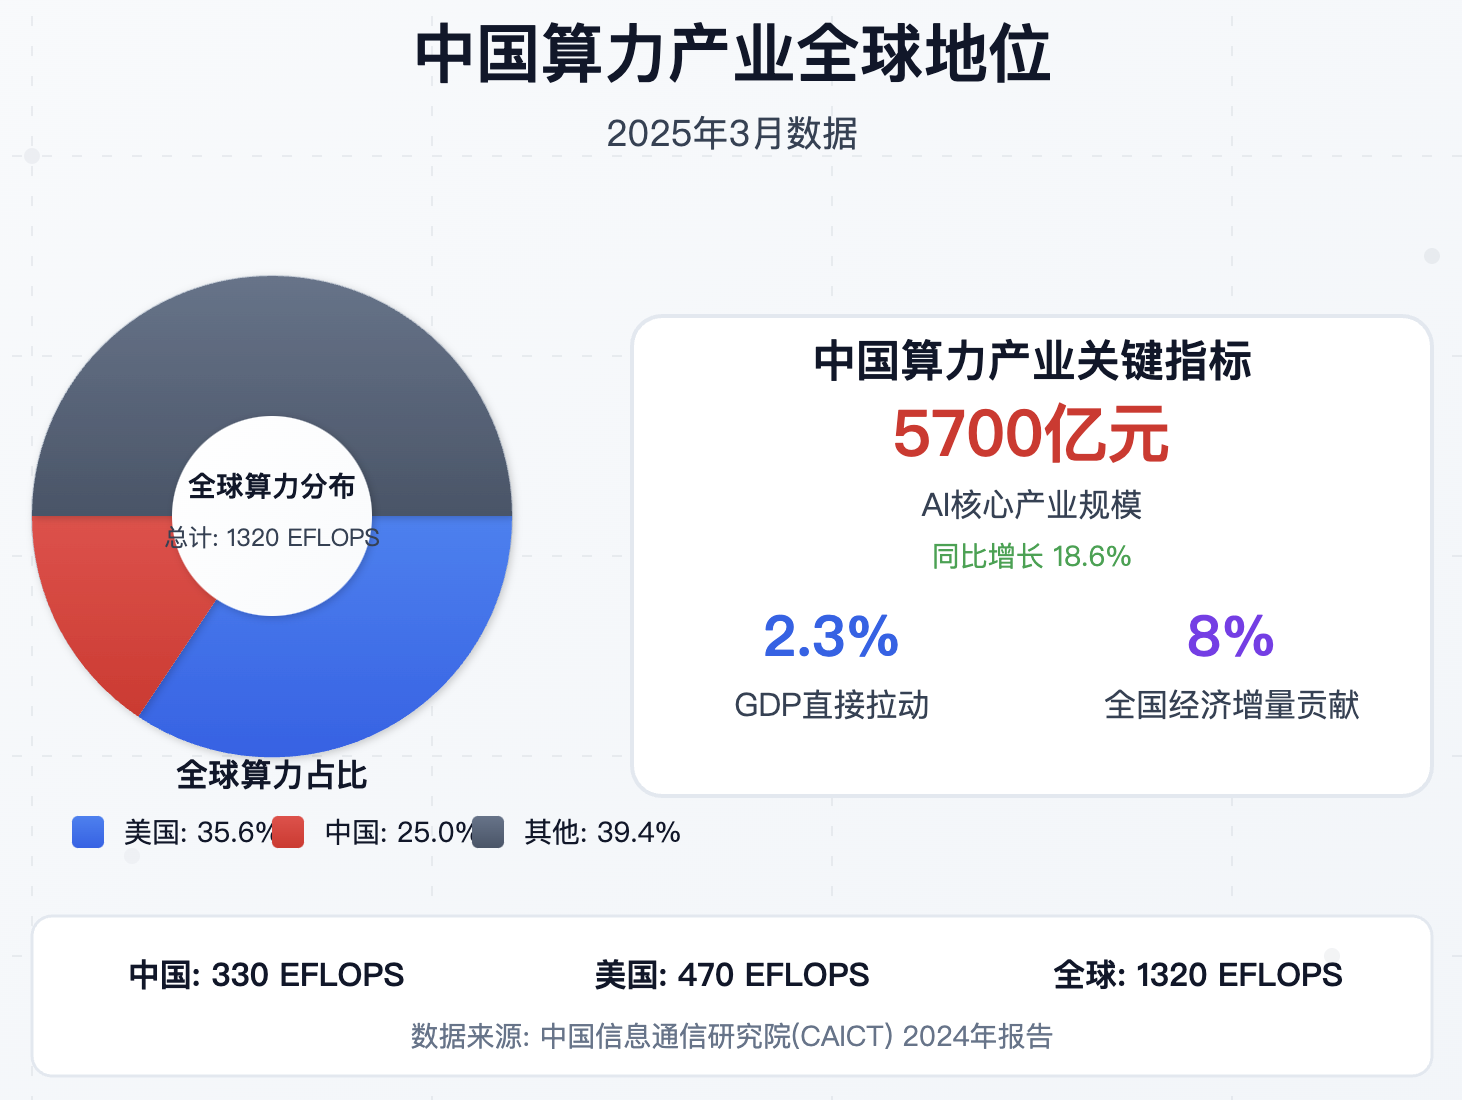 中国算力产业全球地位
2025年3月数据
全球算力分布
总计: 1320 EFLOPS
全球算力占比
美国: 35.6%
中国: 25.0%
其他: 39.4%
中国算力产业关键指标
5700亿元
AI核心产业规模
同比增长 18.6%
2.3%
GDP直接拉动
8%
全国经济增量贡献
中国: 330 EFLOPS
美国: 470 EFLOPS
全球: 1320 EFLOPS
数据来源: 中国信息通信研究院(CAICT) 2024年报告